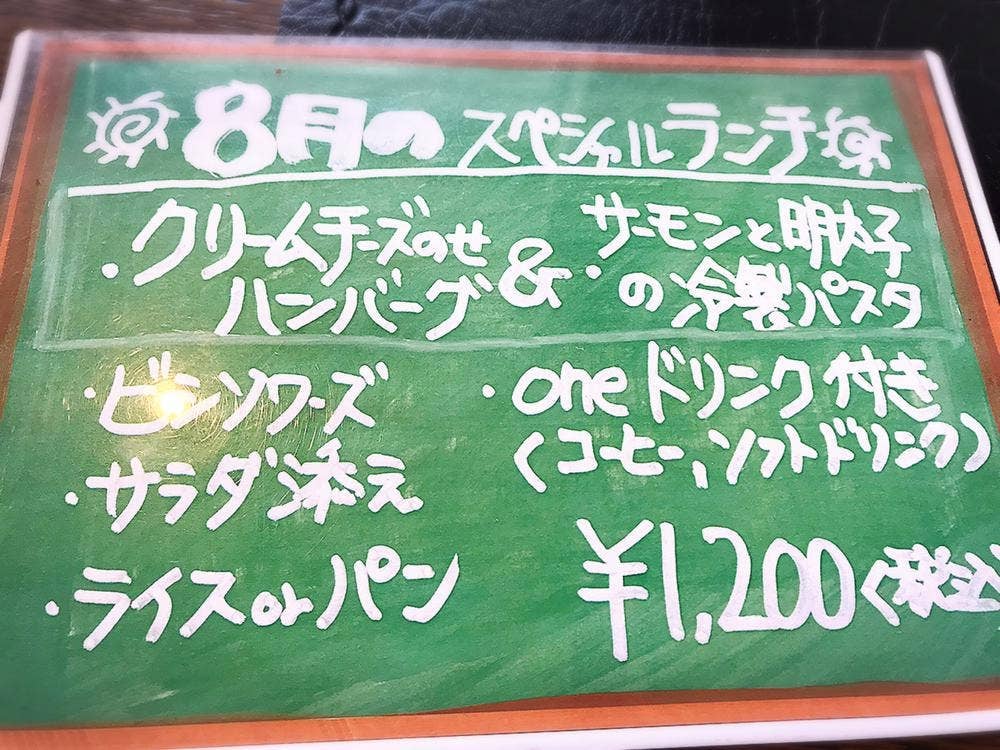 8月のスペシャルランチ
・クリームチーズのせハンバーグ
&
・サーモンと明太子の冷製パスタ
・ビシソワーズ
・サラダ添え
・ライスorパン
・oneドリンク付き
(コーヒー,ソフトドリンク)
¥1,200(税込)